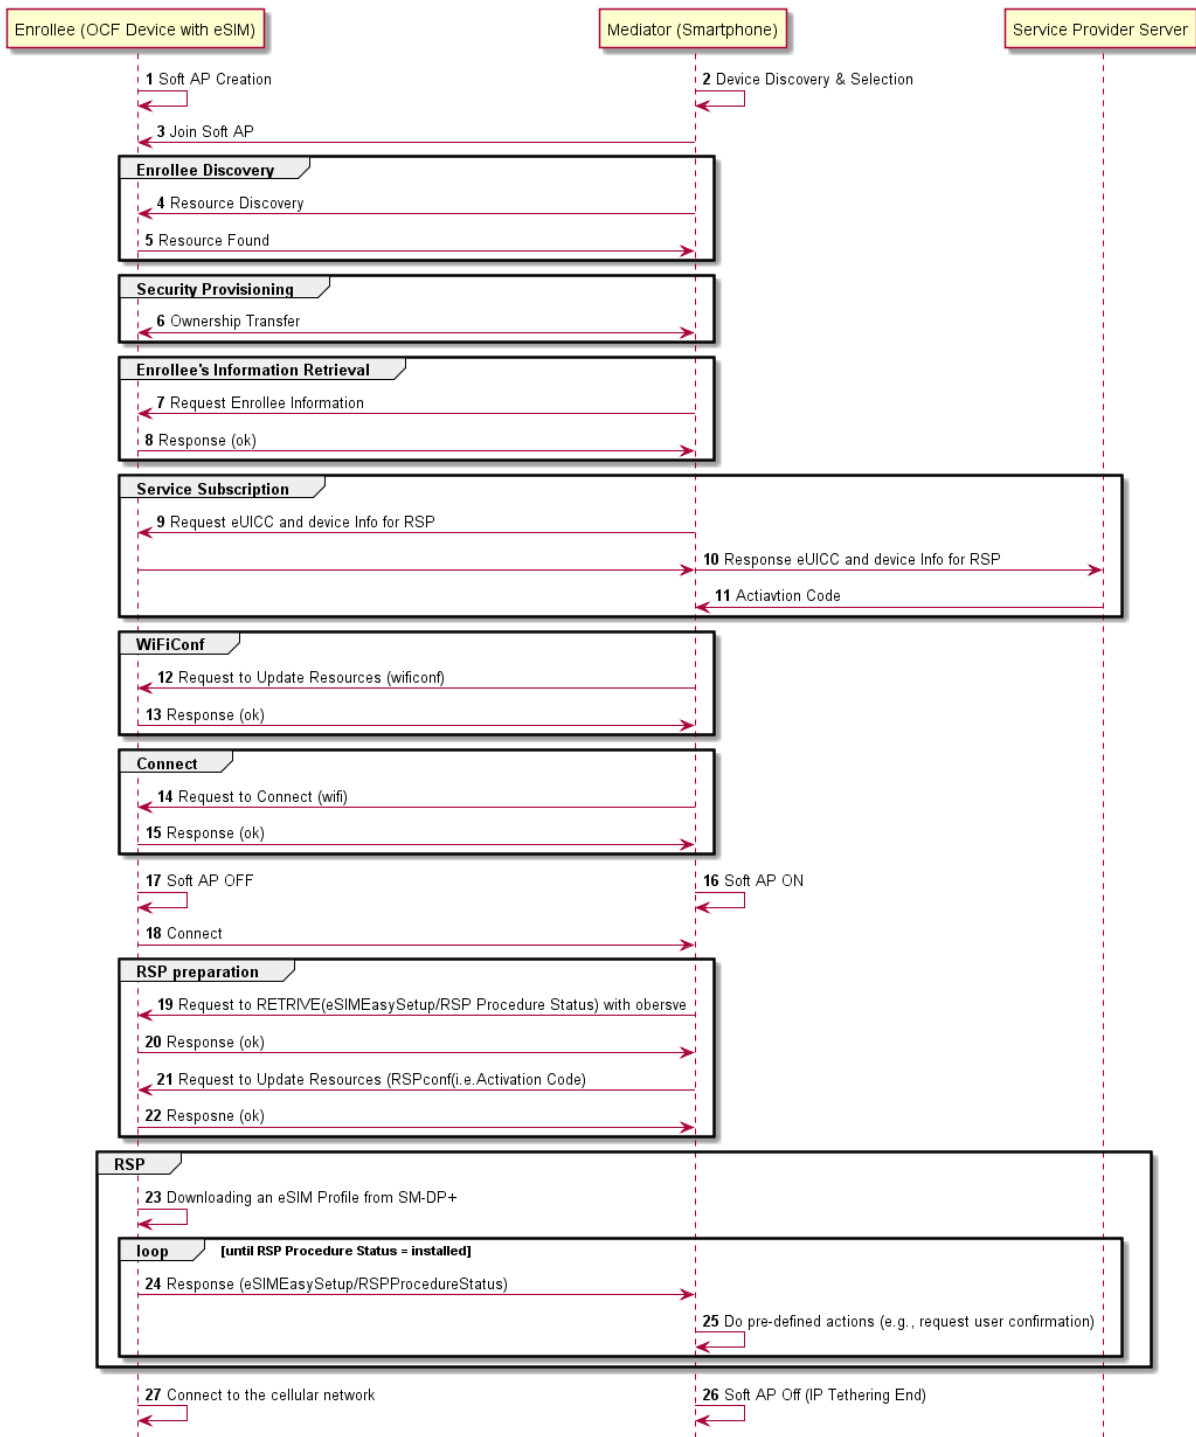 Enrollee (OCF Device with eSIM)
Mediator (Smartphone)
Service Provider Server
1 Soft AP Creation
2 Device Discovery & Selection
3 Join Soft AP
Enrollee Discovery
4 Resource Discovery
5 Resource Found
Security Provisioning
6 Ownership Transfer
Enrollee's Information Retrieval
7 Request Enrollee Information
8 Response (ok)
Service Subscription
9 Request eUICC and device Info for RSP
10 Response eUICC and device Info for RSP
11 Actiavtion Code
WiFiConf
12 Request to Update Resources (wificonf)
13 Response (ok)
Connect
14 Request to Connect (wifi)
15 Response (ok)
17 Soft AP OFF
16 Soft AP ON
18 Connect
RSP preparation
19 Request to RETRIVE(eSIMEasySetup/RSP Procedure Status) with obersve
20 Response (ok)
21 Request to Update Resources (RSPconf(i.e.Activation Code)
22 Resposne (ok)
RSP
23 Downloading an eSIM Profile from SM-DP+
loop [until RSP Procedure Status = installed]
24 Response (eSIMEasySetup/RSPProcedureStatus)
25 Do pre-defined actions (e.g., request user confirmation)
27 Connect to the cellular network
26 Soft AP Off (IP Tethering End)